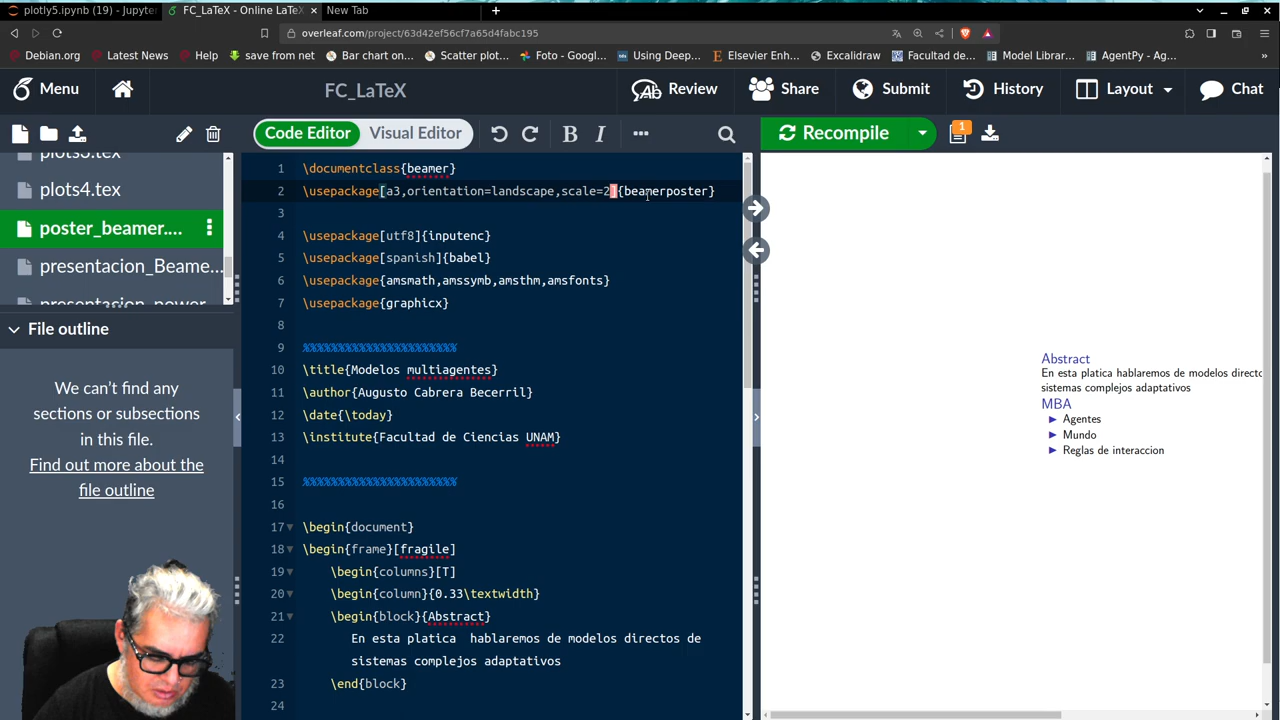 plotly5.ipynb (19) - Jupyter
FC_LaTeX - Online LaTeX
New Tab
overleaf.com/project/63d42ef56cf7a65d4fabc195
Debian.org
Latest News
Help
save from net
Bar chart on...
Scatter plot...
Foto - Googl...
Using Deep...
Elsevier Enh...
Excalidraw
Facultad de...
Model Librar...
AgentPy - Ag...
»
Menu
FC_LaTeX
Review
Share
Submit
History
Layout
Chat
Code Editor
Visual Editor
B
I
Recompile
1
plots3.tex
plots4.tex
poster_beamer....
presentacion_Beame...
presentacion_power
File outline
We can't find any
sections or subsections
in this file.
Find out more about the
file outline
1 \documentclass{beamer}
2 \usepackage[a3,orientation=landscape,scale=2]{beamerposter}
3
4 \usepackage[utf8]{inputenc}
5 \usepackage[spanish]{babel}
6 \usepackage{amsmath,amssymb,amsthm,amsfonts}
7 \usepackage{graphicx}
8
9 %%%%%%%%%%%%%%%%%%%%%%
10 \title{Modelos multiagentes}
11 \author{Augusto Cabrera Becerril}
12 \date{\today}
13 \institute{Facultad de Ciencias UNAM}
14
15 %%%%%%%%%%%%%%%%%%%%%%
16
17 \begin{document}
18 \begin{frame}[fragile]
19 \begin{columns}[T]
20 \begin{column}{0.33\textwidth}
21 \begin{block}{Abstract}
22 En esta platica  hablaremos de modelos directos de
sistemas complejos adaptativos
23 \end{block}
24
Abstract
En esta platica hablaremos de modelos directo
sistemas complejos adaptativos
MBA
Agentes
Mundo
Reglas de interaccion